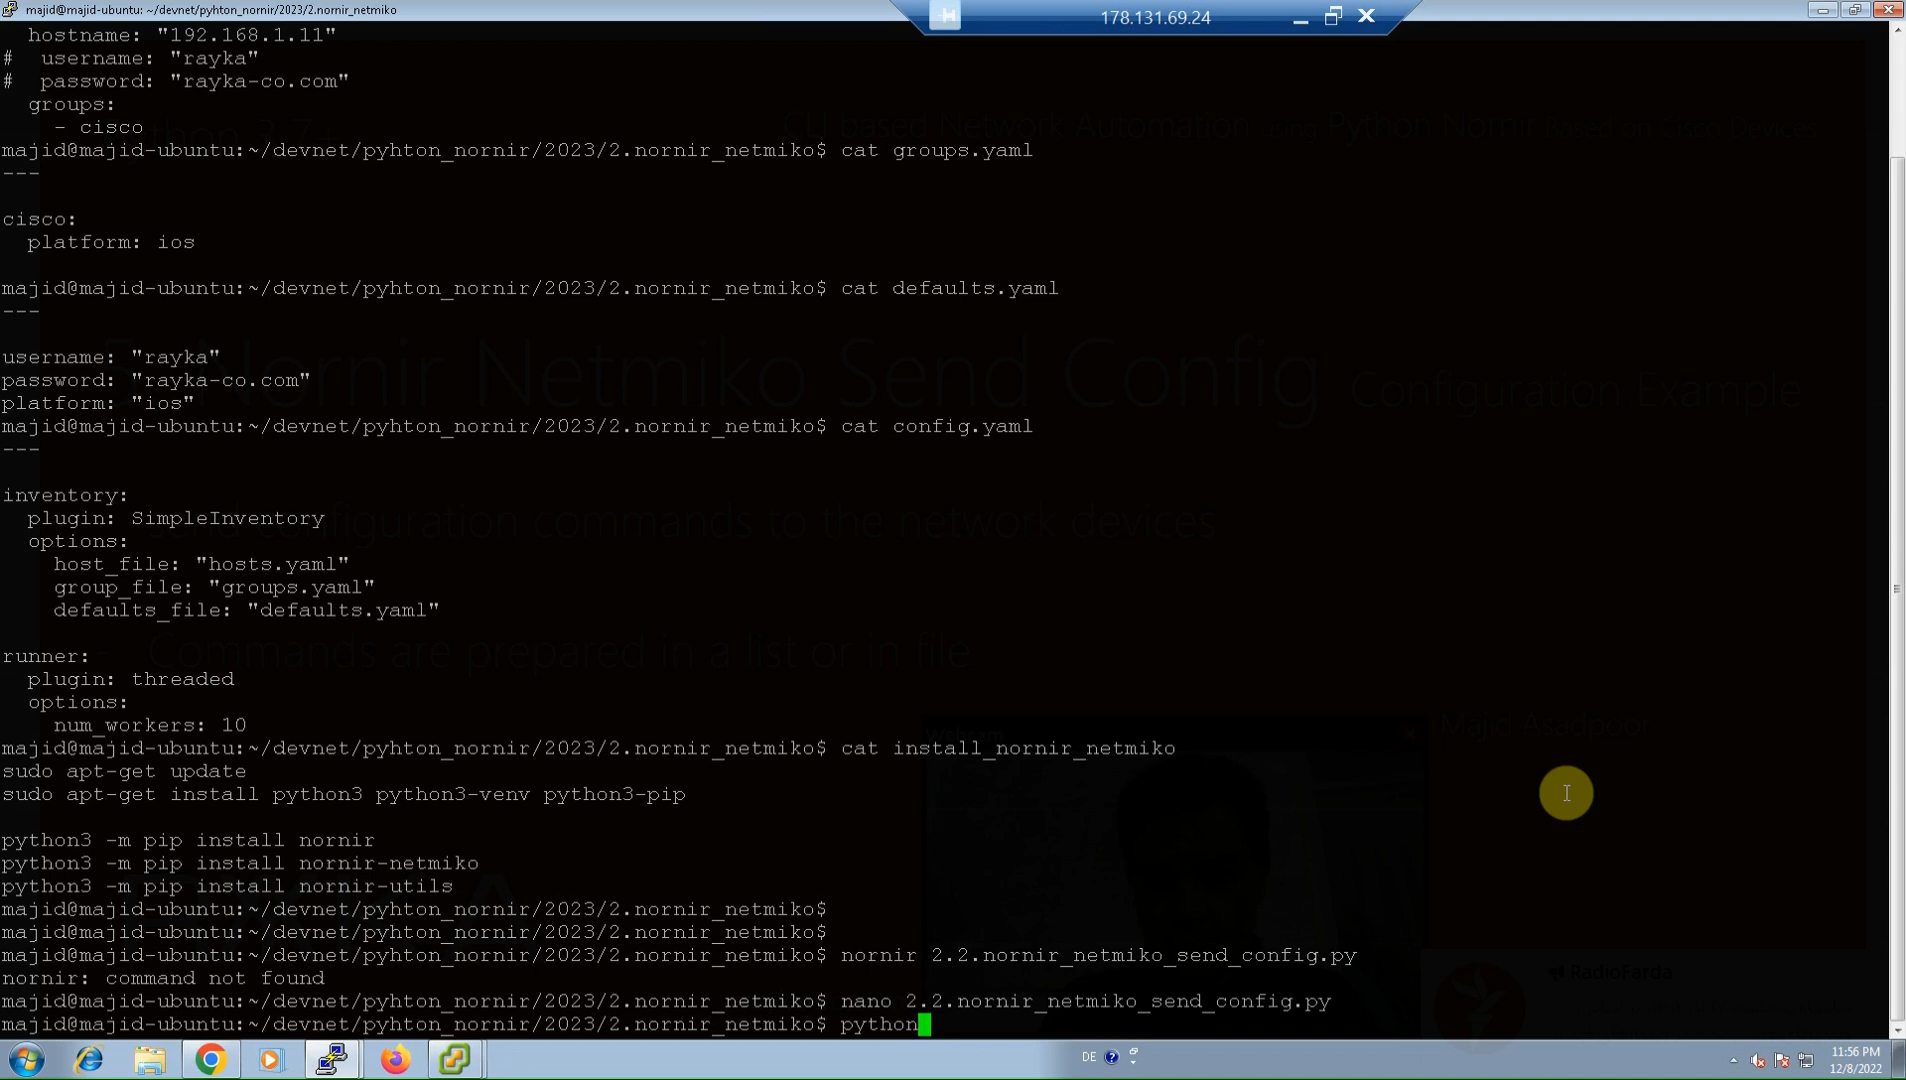 majid@majid-ubuntu: ~/devnet/pyhton_nornir/2023/2.nornir_netmiko
178.131.69.24
hostname: "192.168.1.11"
# username: "rayka"
# password: "rayka-co.com"
groups:
- cisco
majid@majid-ubuntu:~/devnet/pyhton_nornir/2023/2.nornir_netmiko$ cat groups.yaml
---
cisco:
platform: ios
majid@majid-ubuntu:~/devnet/pyhton_nornir/2023/2.nornir_netmiko$ cat defaults.yaml
---
username: "rayka"
password: "rayka-co.com"
platform: "ios"
majid@majid-ubuntu:~/devnet/pyhton_nornir/2023/2.nornir_netmiko$ cat config.yaml
---
inventory:
plugin: SimpleInventory
options:
host_file: "hosts.yaml"
group_file: "groups.yaml"
defaults_file: "defaults.yaml"
runner:
plugin: threaded
options:
num_workers: 10
majid@majid-ubuntu:~/devnet/pyhton_nornir/2023/2.nornir_netmiko$ cat install_nornir_netmiko
sudo apt-get update
sudo apt-get install python3 python3-venv python3-pip
python3 -m pip install nornir
python3 -m pip install nornir-netmiko
python3 -m pip install nornir-utils
majid@majid-ubuntu:~/devnet/pyhton_nornir/2023/2.nornir_netmiko$
majid@majid-ubuntu:~/devnet/pyhton_nornir/2023/2.nornir_netmiko$
majid@majid-ubuntu:~/devnet/pyhton_nornir/2023/2.nornir_netmiko$ nornir 2.2.nornir_netmiko_send_config.py
nornir: command not found
majid@majid-ubuntu:~/devnet/pyhton_nornir/2023/2.nornir_netmiko$ nano 2.2.nornir_netmiko_send_config.py
majid@majid-ubuntu:~/devnet/pyhton_nornir/2023/2.nornir_netmiko$ python
based Network Automation using Python Nornir based on Cisco Devices
5. Nornir Netmiko Send Config Configuration Example
configuration commands to the network devices
- Commands are prepared in a list or in file
Majid Asadpoor
RadioFarda
DE
11:56 PM
12/8/2022